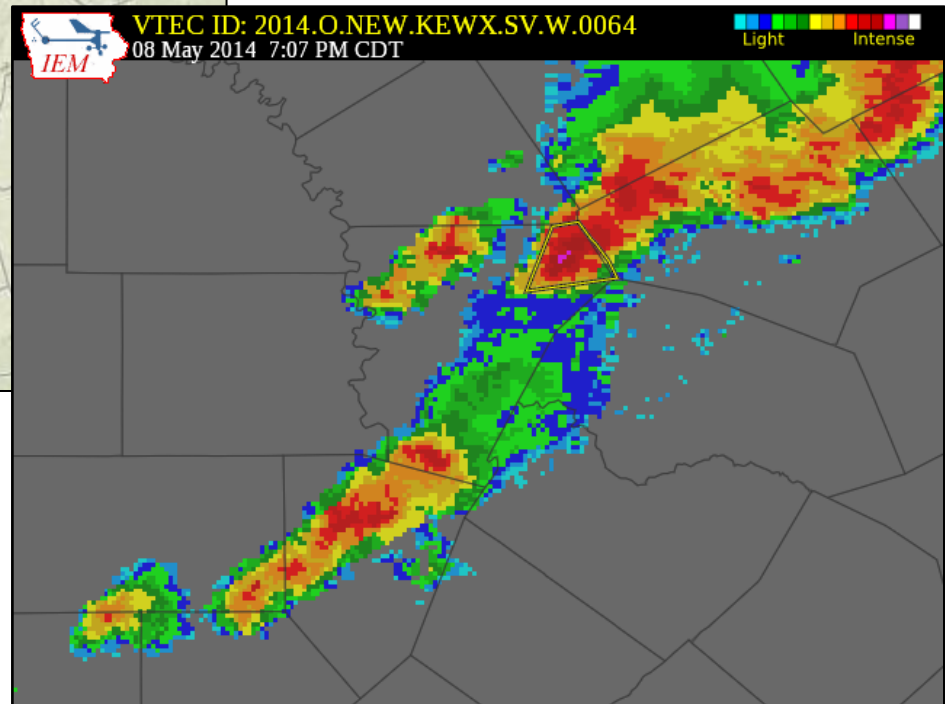 VTEC ID: 2014.O.NEW.KEWX.SV.W.0064
08 May 2014 7:07 PM CDT
IEM
Light Intense